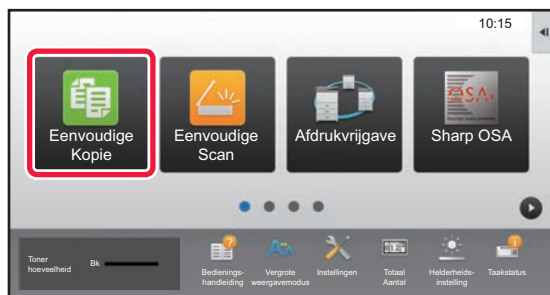 10:15
Eenvoudige
Kopie
Eenvoudige
Scan
Afdrukvrijgave
OSA
Sharp OSA
Toner
hoeveelheid
Bk
Bedienings-
handleiding
Vergrote
weergavemodus
Instellingen
Totaal
Aantal
Helderheids-
instelling
Taakstatus